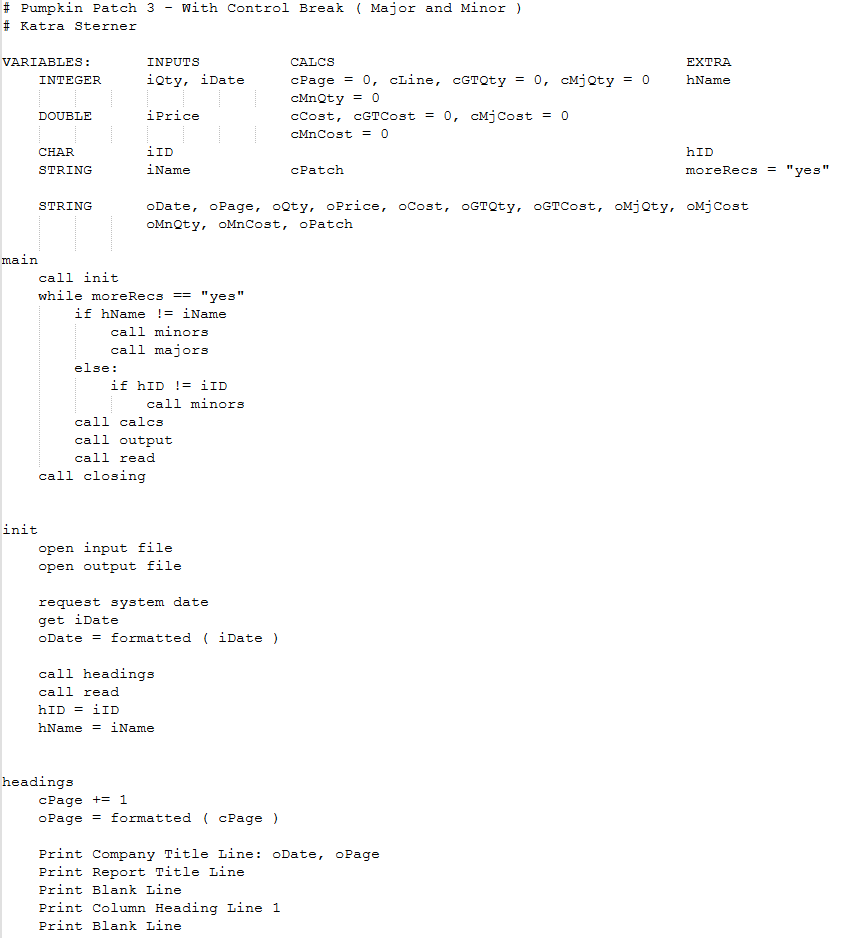 # Pumpkin Patch 3 - With Control Break ( Major and Minor )
# Katra Sterner
VARIABLES: INPUTS CALCS EXTRA
INTEGER iQty, iDate cPage = 0, cLine, cGTQty = 0, cMjQty = 0 hName
cMnQty = 0
DOUBLE iPrice cCost, cGTCost = 0, cMjCost = 0
cMnCost = 0
CHAR iID hID
STRING iName cPatch moreRecs = "yes"
STRING oDate, oPage, oQty, oPrice, oCost, oGTQty, oGTCost, oMjQty, oMjCost
oMnQty, oMnCost, oPatch
main
call init
while moreRecs == "yes"
if hName != iName
call minors
call majors
else:
if hID != iID
call minors
call calcs
call output
call read
call closing
init
open input file
open output file
request system date
get iDate
oDate = formatted ( iDate )
call headings
call read
hID = iID
hName = iName
headings
cPage += 1
oPage = formatted ( cPage )
Print Company Title Line: oDate, oPage
Print Report Title Line
Print Blank Line
Print Column Heading Line 1
Print Blank Line